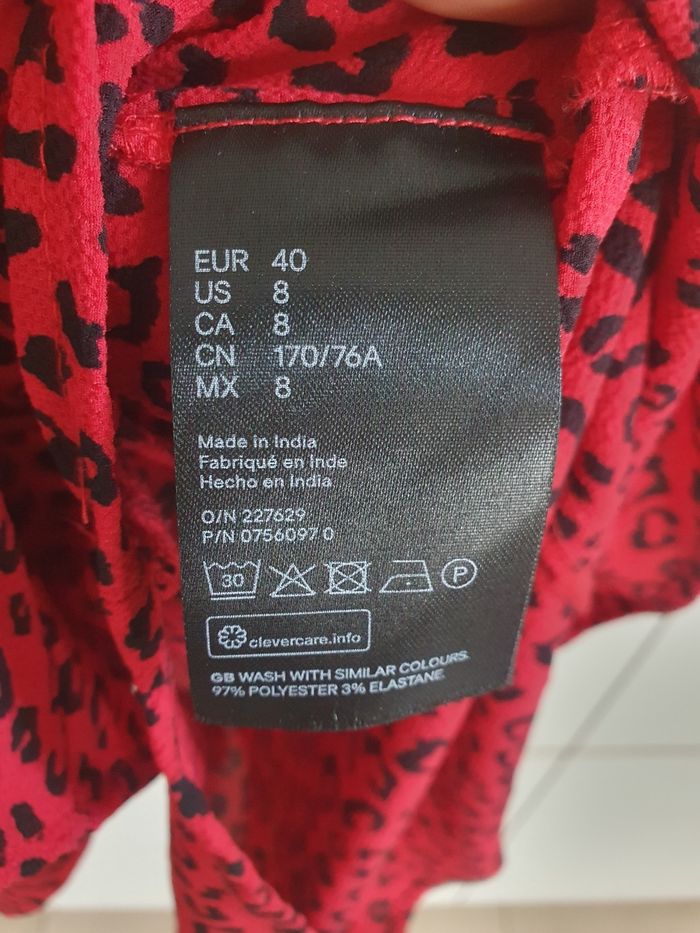 EUR 40
US 8
CA 8
CN 170/76A
MX 8
Made in India
Fabriqué en Inde
Hecho en India
O/N 227629
P/N 0756097 0
30 P
clevercare.info
GB WASH WITH SIMILAR COLOURS.
97% POLYESTER 3% ELASTANE.